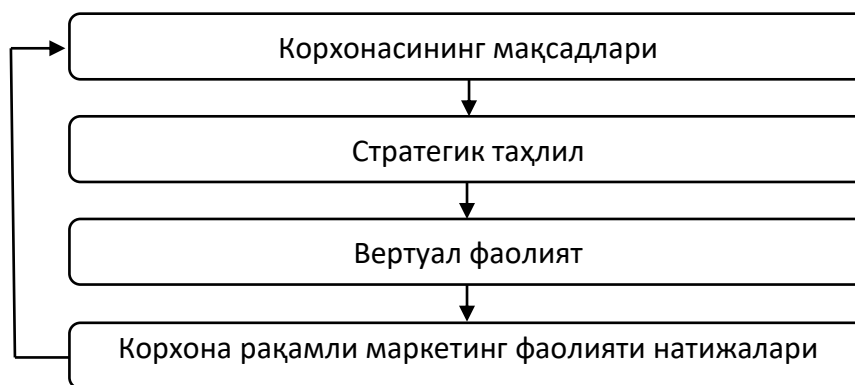 Корхонасининг мақсадлари
Стратегик таҳлил
Вертуал фаолият
Корхона рақамли маркетинг фаолияти натижалари